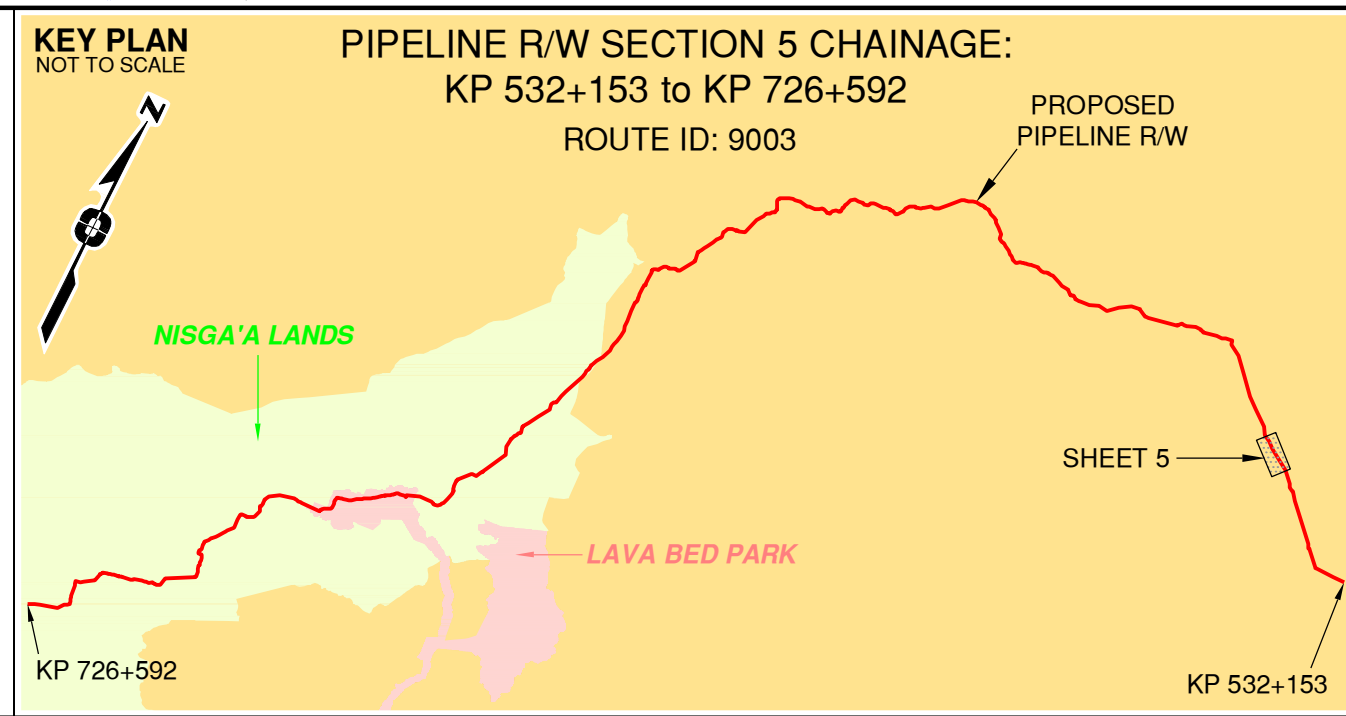 KEY PLAN
NOT TO SCALE
PIPELINE R/W SECTION 5 CHAINAGE:
KP 532+153 to KP 726+592
ROUTE ID: 9003
PROPOSED
PIPELINE R/W
N
NISGA'A LANDS
SHEET 5
LAVA BED PARK
KP 726+592
KP 532+153